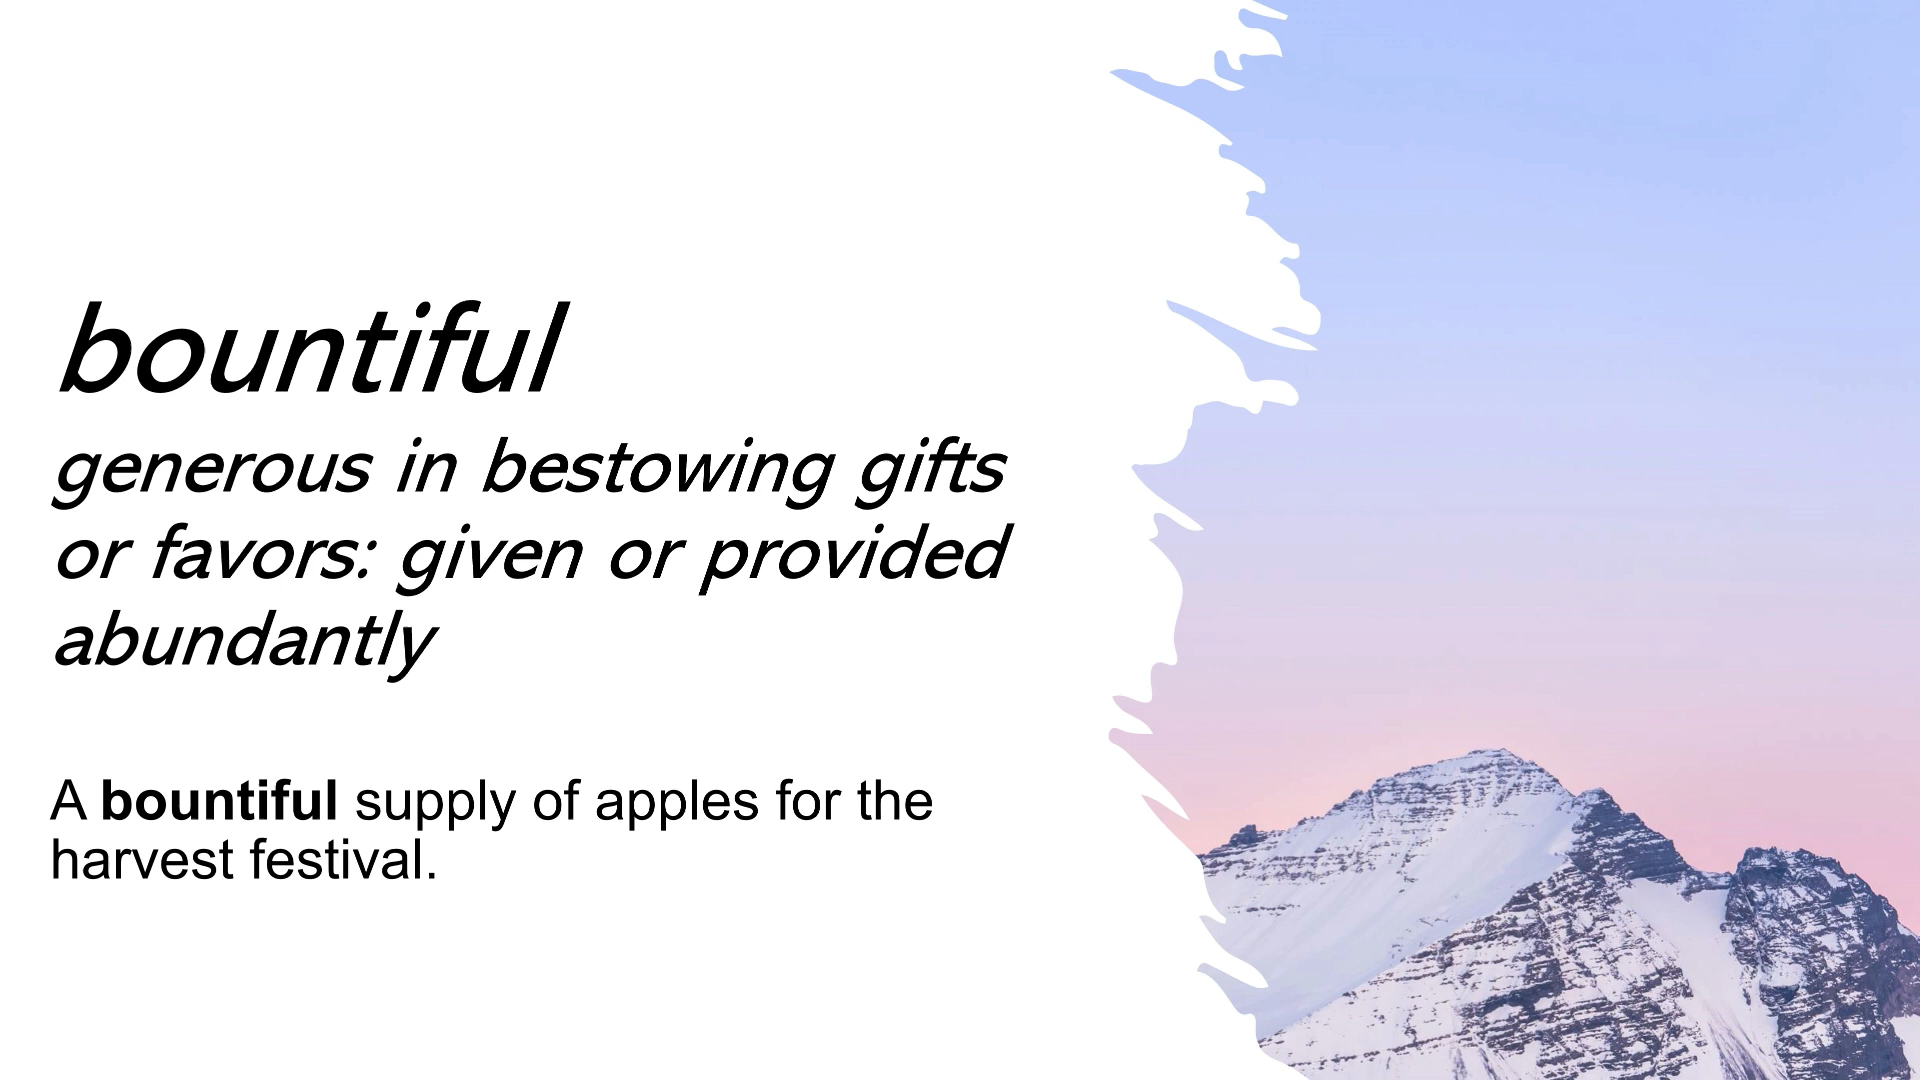 bountiful
generous in bestowing gifts
or favors: given or provided
abundantly
A bountiful supply of apples for the
harvest festival.